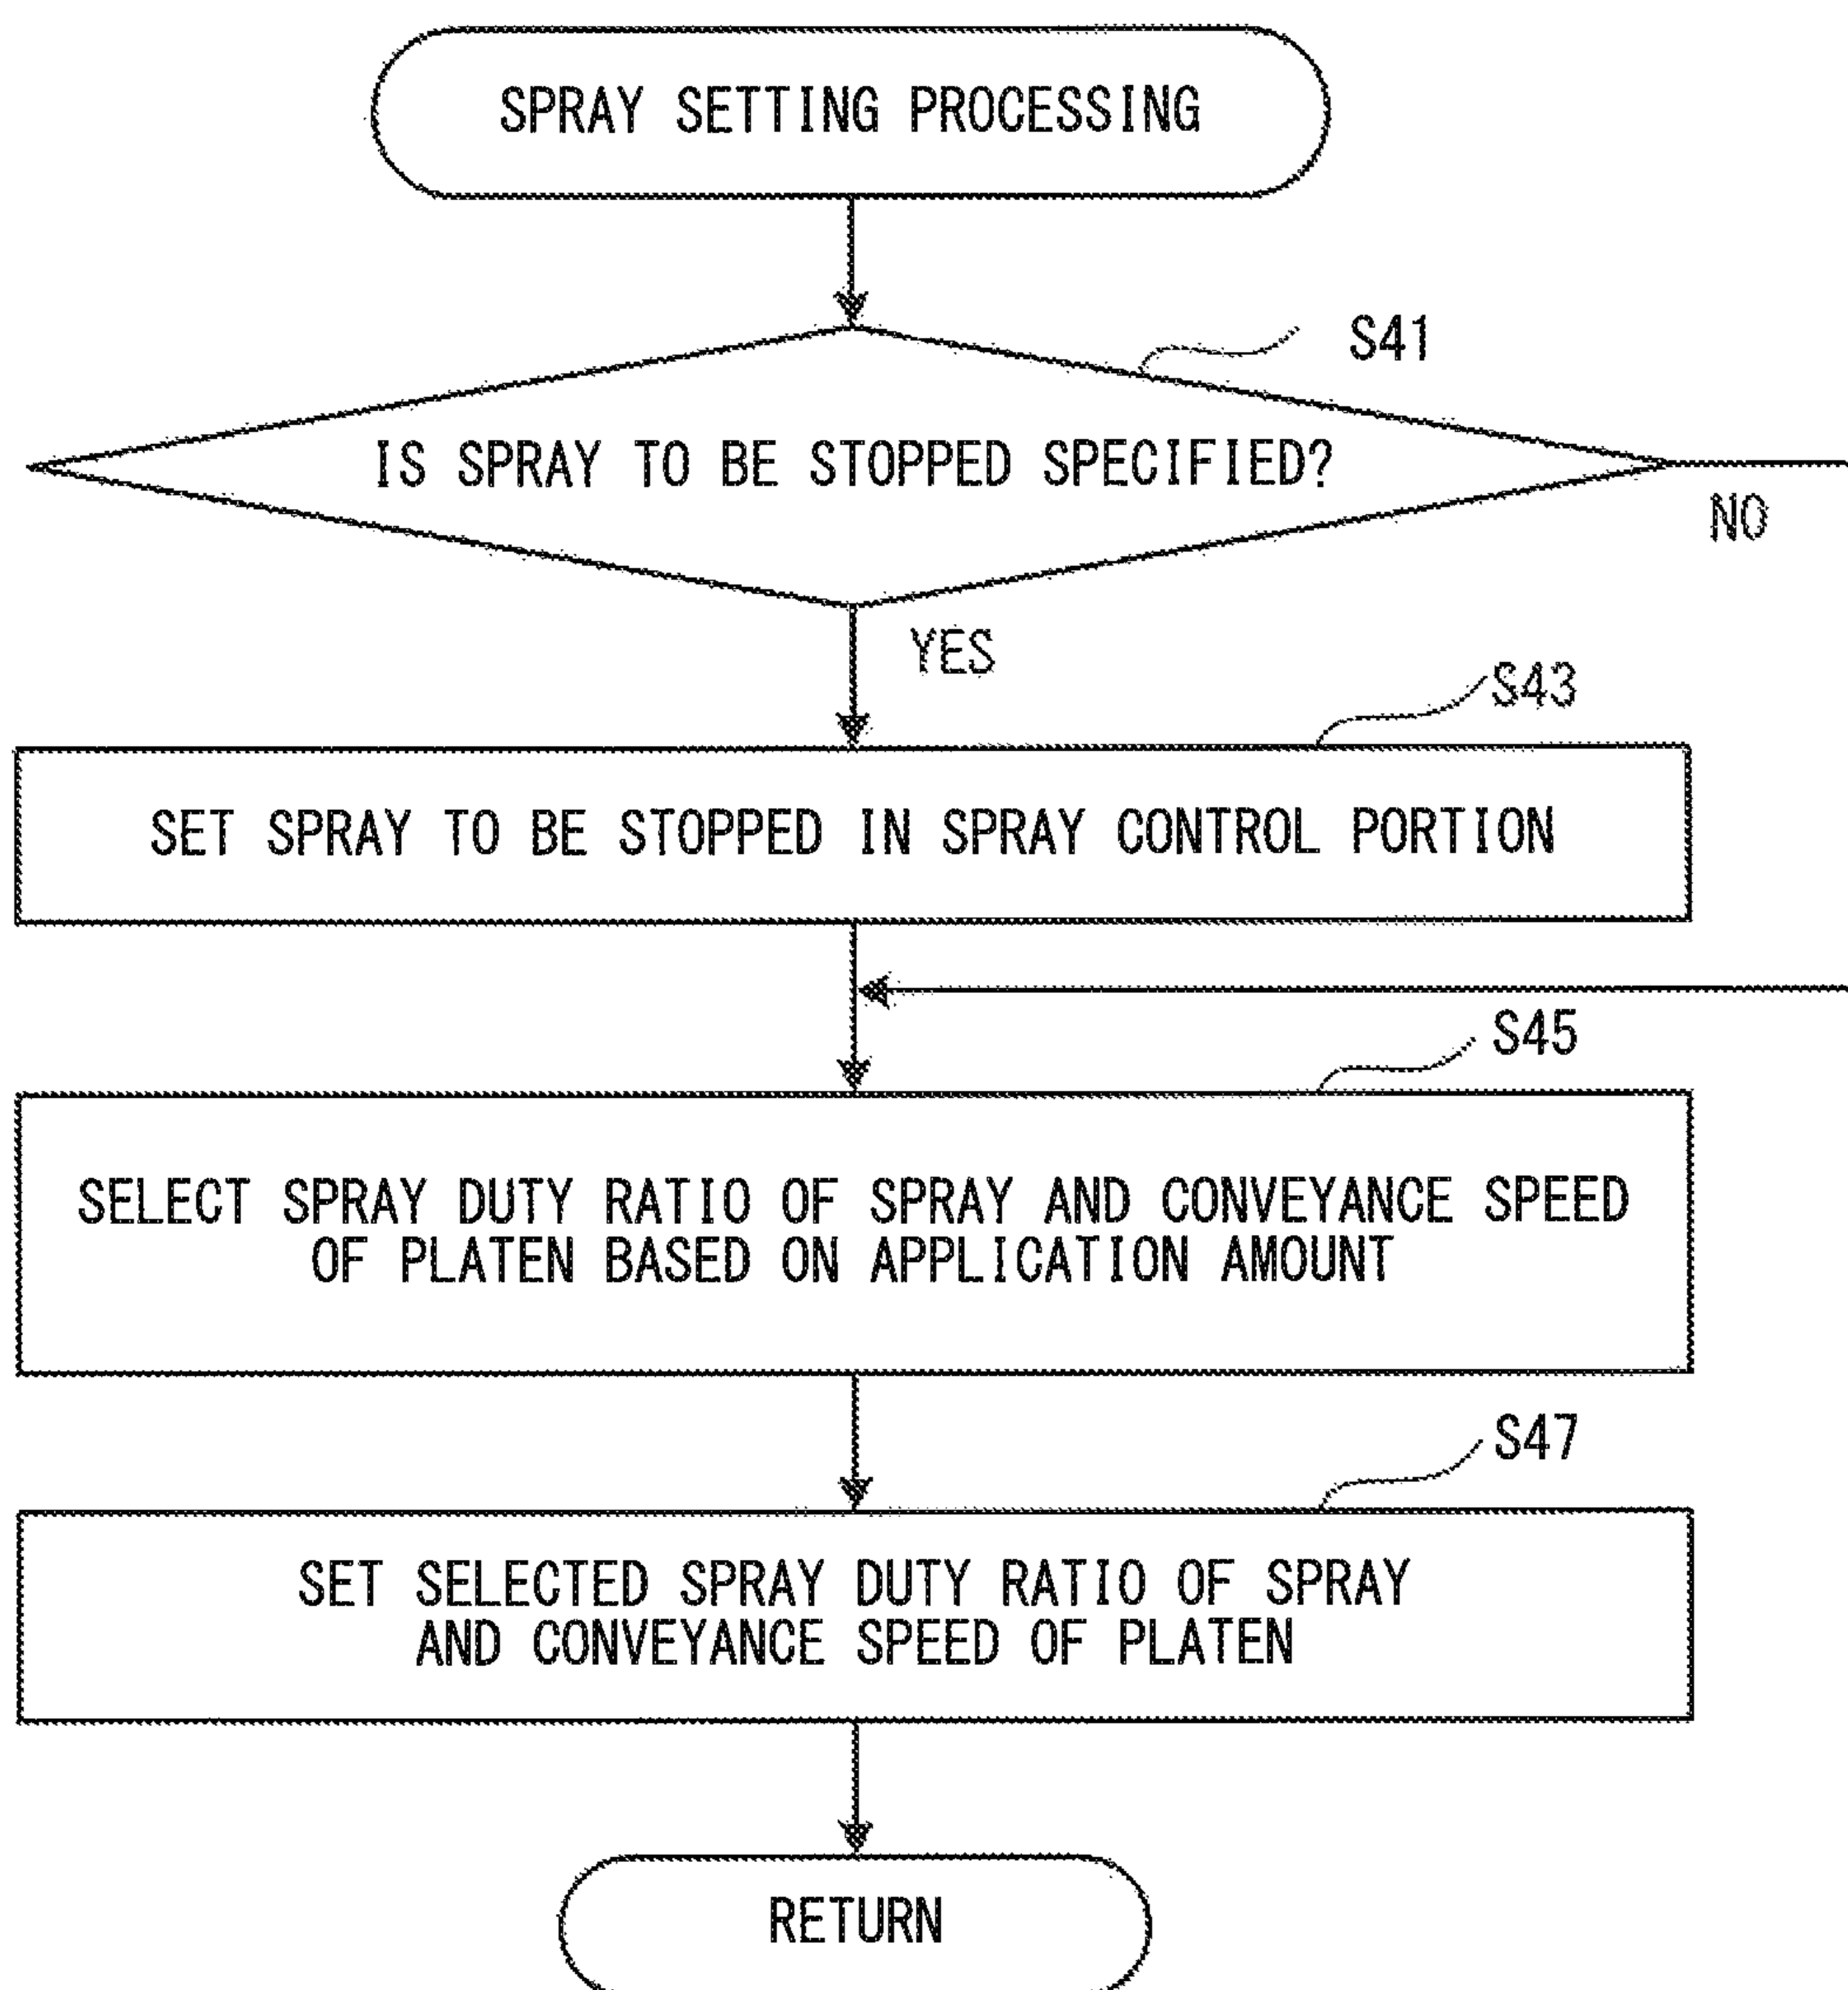 SPRAY SETTING PROCESSING
S41
IS SPRAY TO BE STOPPED SPECIFIED?
NO
YES
S43
SET SPRAY TO BE STOPPED IN SPRAY CONTROL PORTION
S45
SELECT SPRAY DUTY RATIO OF SPRAY AND CONVEYANCE SPEED
OF PLATEN BASED ON APPLICATION AMOUNT
S47
SET SELECTED SPRAY DUTY RATIO OF SPRAY
AND CONVEYANCE SPEED OF PLATEN
RETURN